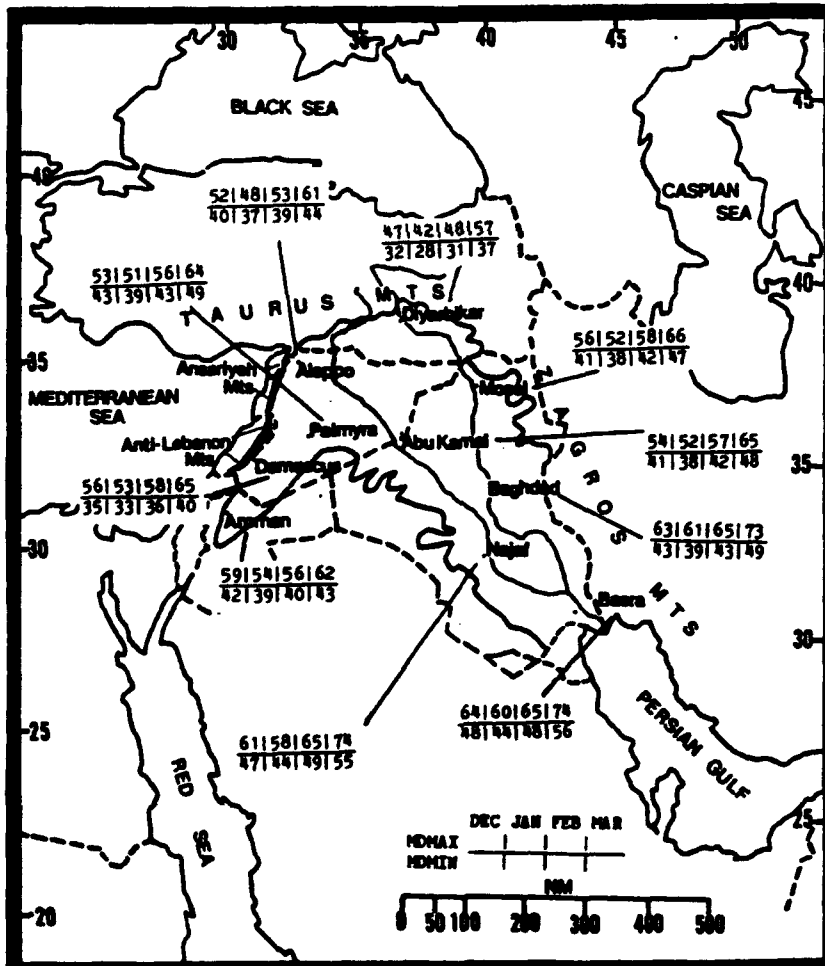 30 35 40 45 50
BLACK SEA
45
40
52|48|53|61
40|37|39|44
CASPIAN
SEA
47|42|48|57
32|28|31|37
53|51|56|64
43|39|43|49
40
TAURUS MTS
Diyarbikar
56|52|58|66
41|38|42|47
35
Ansariyah
Mts.
Aleppo
Mosul
MEDITERRANEAN
SEA
ZAGROS MTS
Palmyra
Abu Kamal
54|52|57|65
41|38|42|48
Anti-Lebanon
Mts.
35
Damascus
56|53|58|65
35|33|36|40
Baghdad
Amman
63|61|65|73
43|39|43|49
30
Najaf
59|54|56|62
42|39|40|43
Basra
30
64|60|65|74
48|44|48|56
PERSIAN GULF
25
61|58|65|74
47|44|49|55
RED SEA
DEC JAN FEB MAR
25
MDMAX
MDMIN
NM
20
0 50 100 200 300 400 500